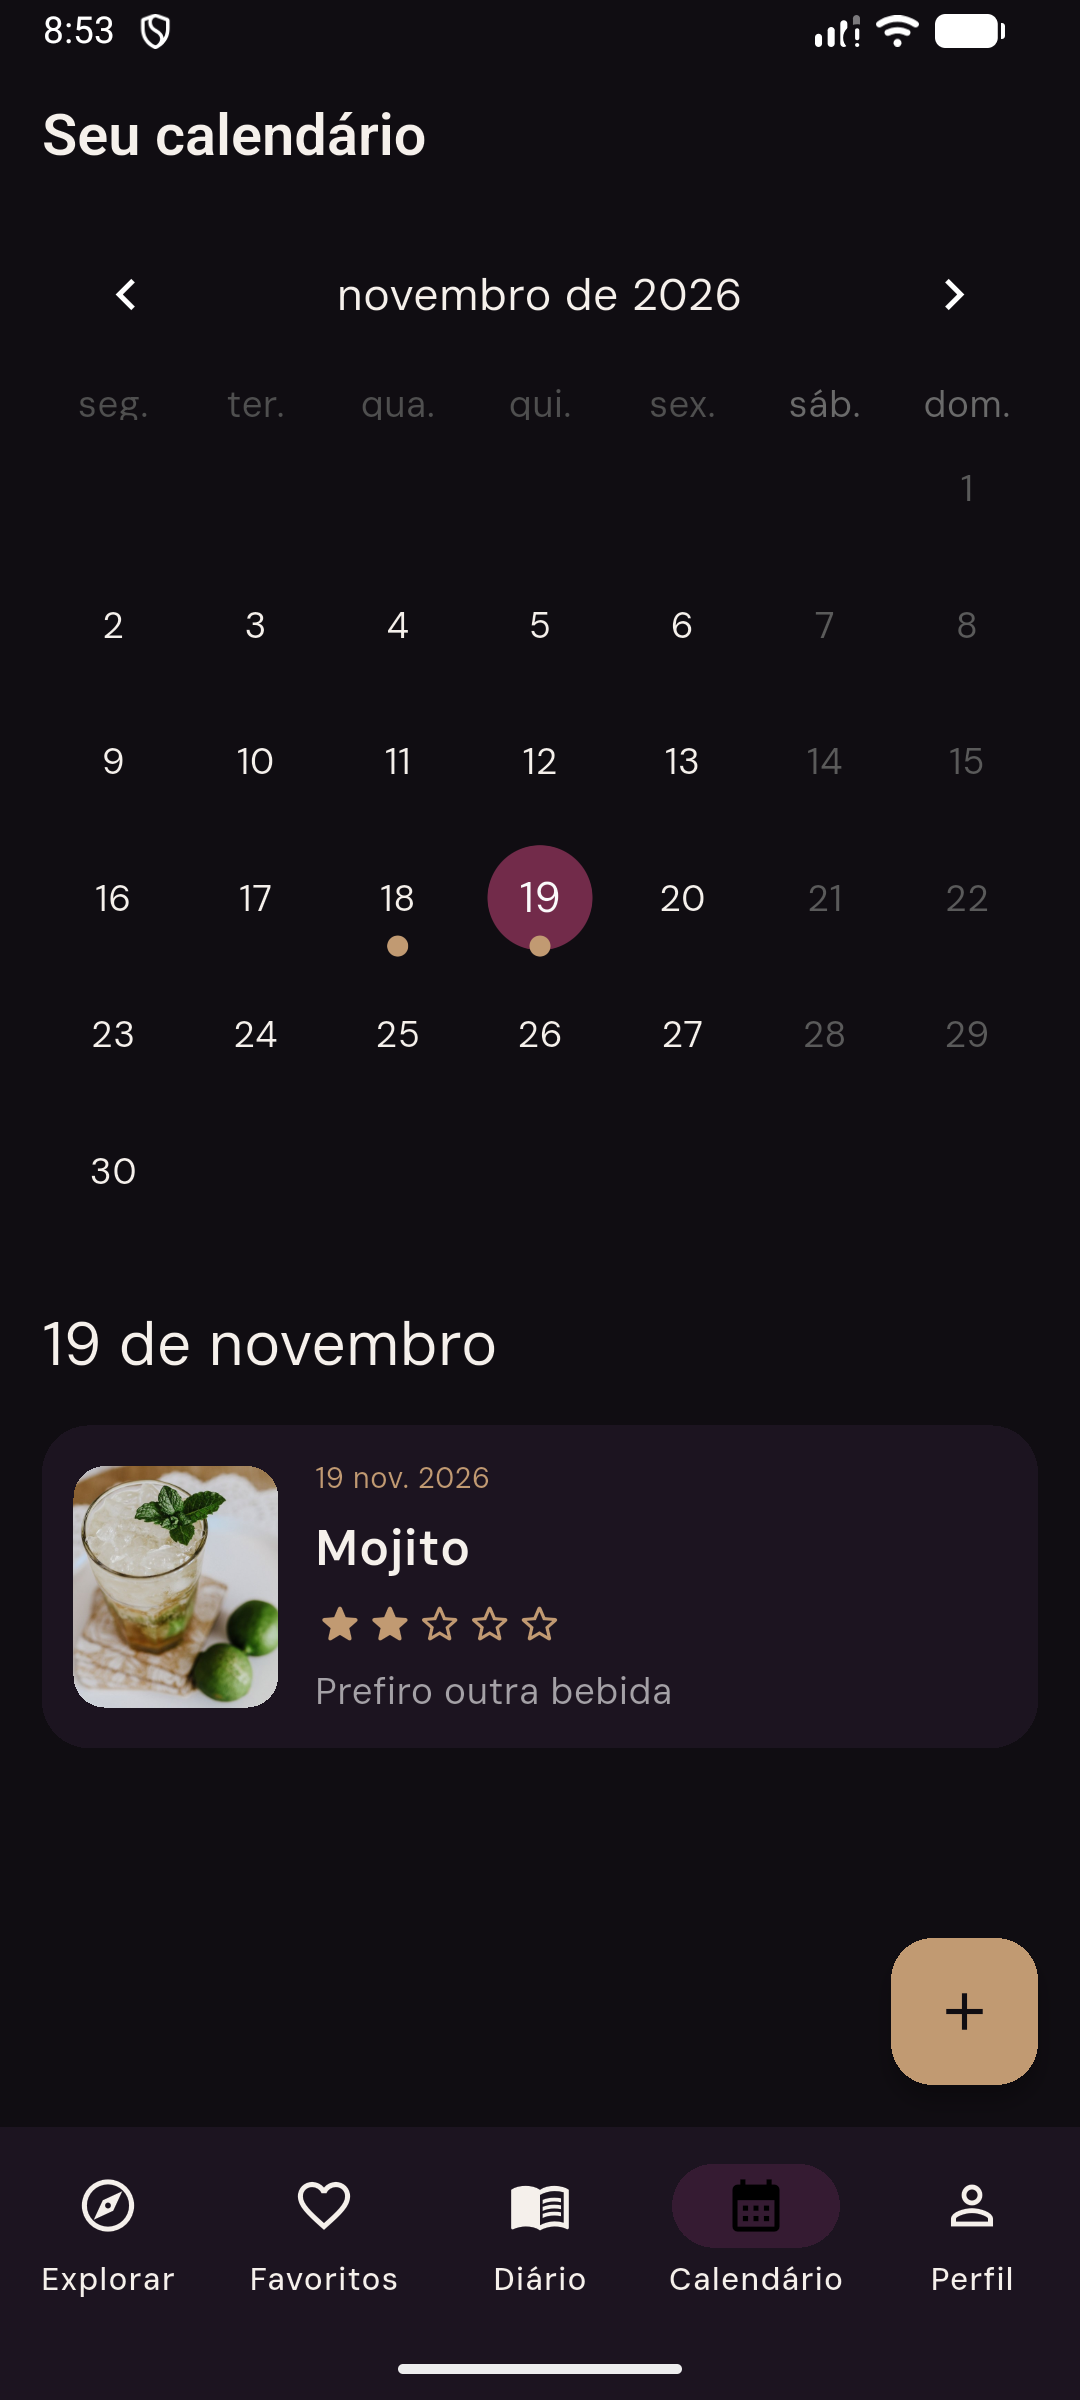 8:53
Seu calendário
novembro de 2026
seg. ter. qua. qui. sex. sáb. dom.
1
2 3 4 5 6 7 8
9 10 11 12 13 14 15
16 17 18 19 20 21 22
23 24 25 26 27 28 29
30
19 de novembro
19 nov. 2026
Mojito
Prefiro outra bebida
Explorar Favoritos Diário Calendário Perfil